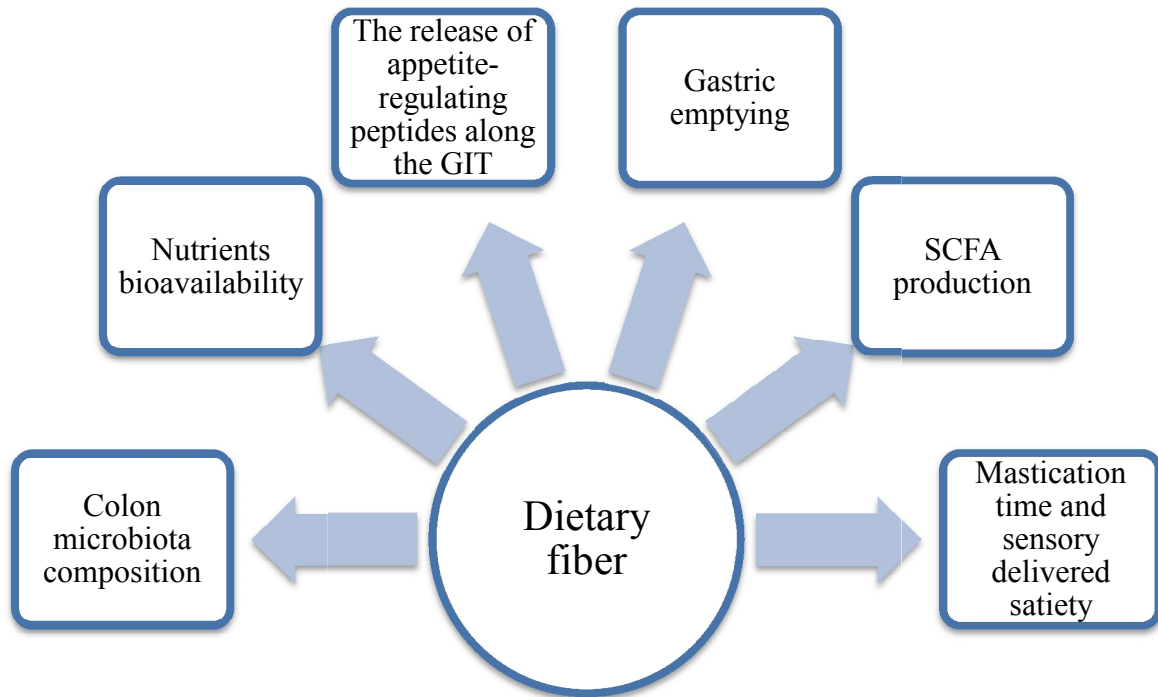 The release of
appetite-
regulating
peptides along
the GIT
Gastric
emptying
Nutrients
bioavailability
SCFA
production
Colon
microbiota
composition
Dietary
fiber
Mastication
time and
sensory
delivered
satiety